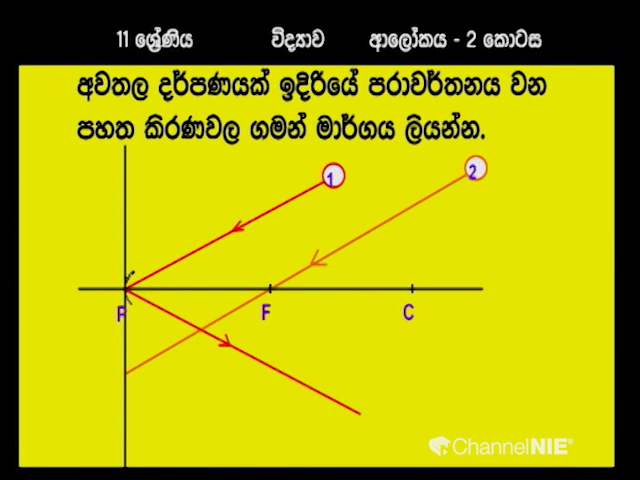 11 ශ්‍රේණිය විද්‍යාව ආලෝකය - 2 කොටස
අවතල දර්පණයක් ඉදිරියේ පරාවර්තනය වන
පහත කිරණවල ගමන් මාර්ගය ලියන්න.
1 2
P F C
ChannelNIE